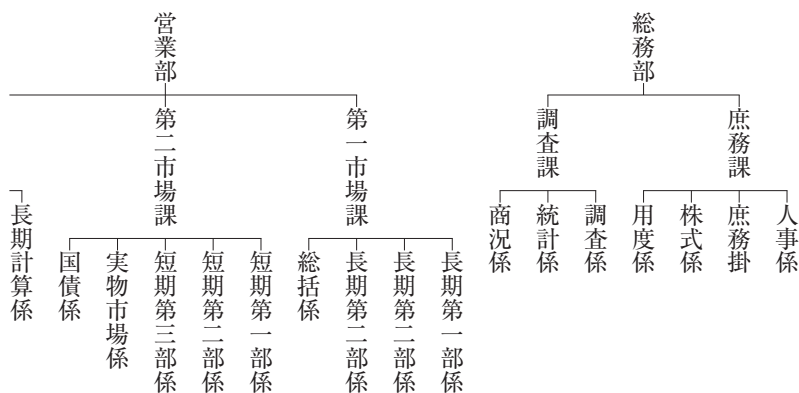 総務部
庶務課
人事係
庶務掛
株式係
用度係
調査課
調査係
統計係
商況係
営業部
第一市場課
長期第一部係
長期第二部係
長期第二部係
総括係
第二市場課
短期第一部係
短期第二部係
短期第三部係
実物市場係
国債係
長期計算係